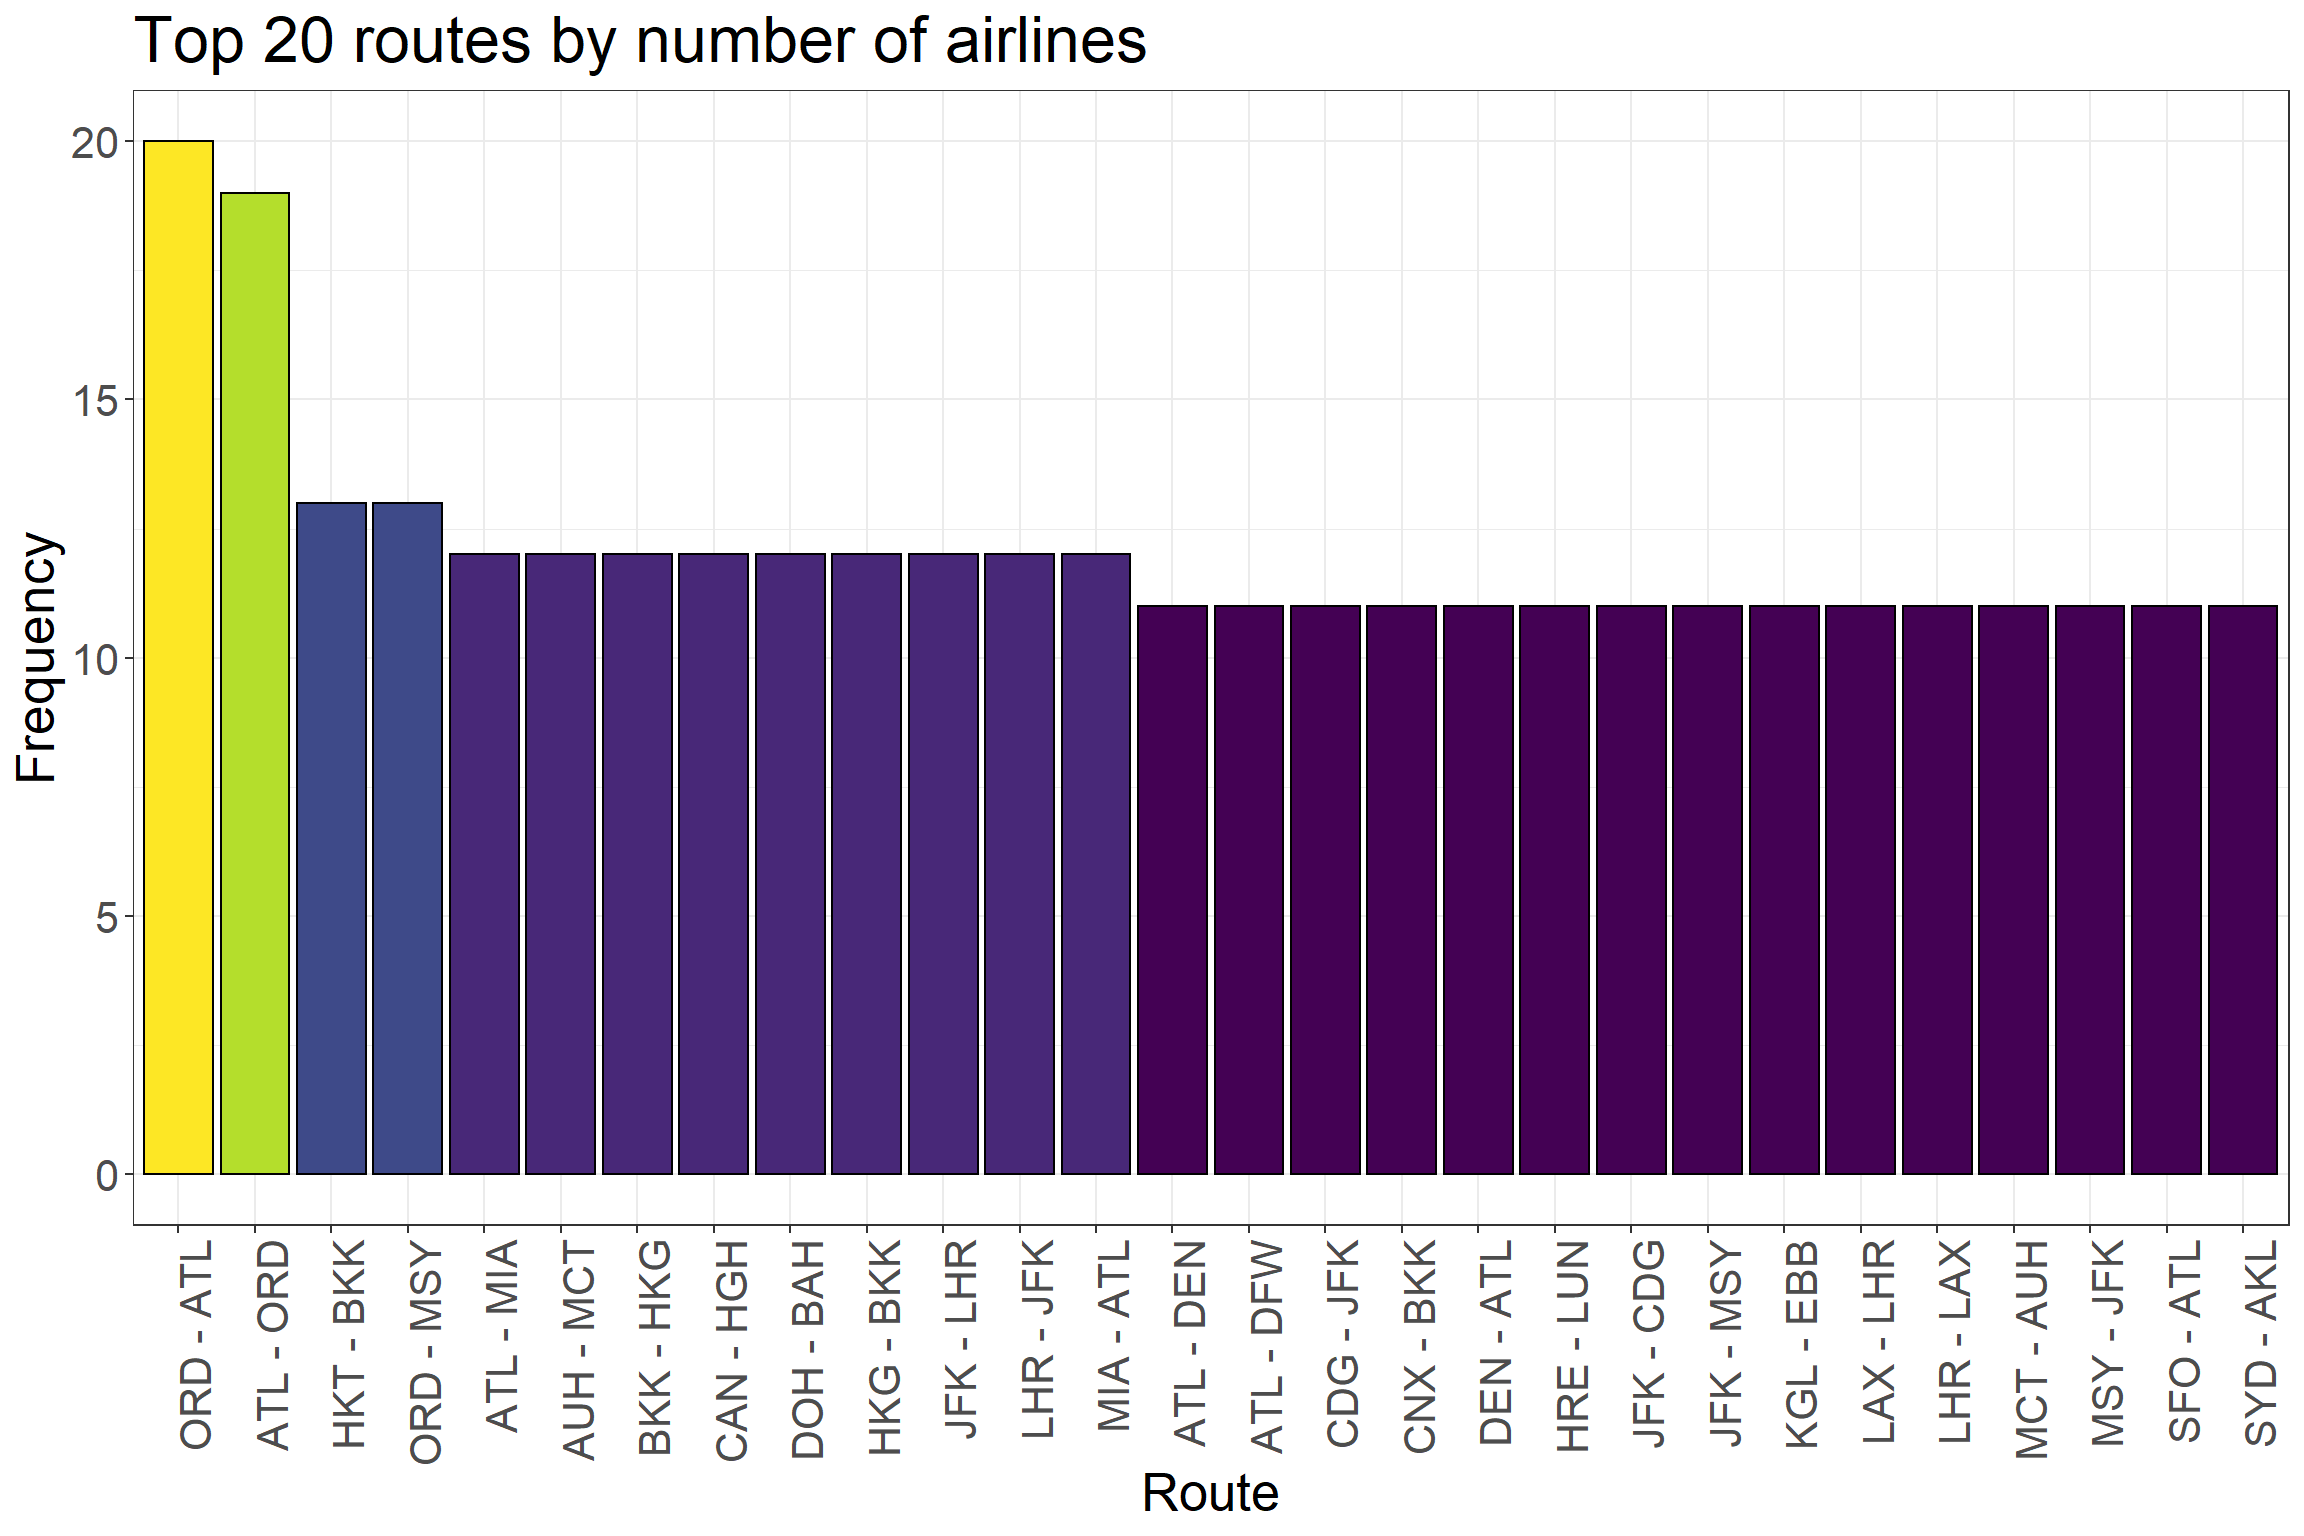 Top 20 routes by number of airlines
Frequency
20
15
10
5
0
ORD - ATL
ATL - ORD
HKT - BKK
ORD - MSY
ATL - MIA
AUH - MCT
BKK - HKG
CAN - HGH
DOH - BAH
HKG - BKK
JFK - LHR
LHR - JFK
MIA - ATL
ATL - DEN
ATL - DFW
CDG - JFK
CNX - BKK
DEN - ATL
HRE - LUN
JFK - CDG
JFK - MSY
KGL - EBB
LAX - LHR
LHR - LAX
MCT - AUH
MSY - JFK
SFO - ATL
SYD - AKL
Route